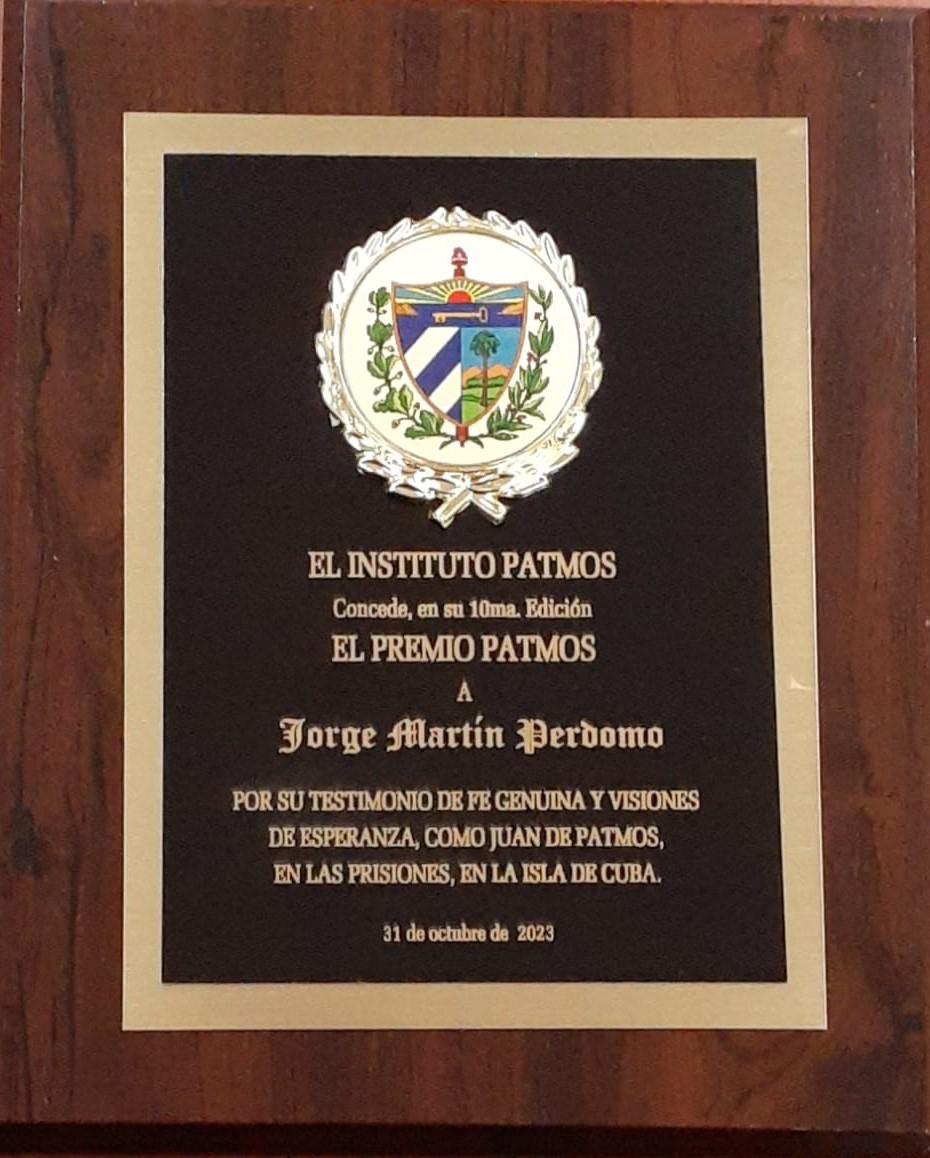 EL INSTITUTO PATMOS
Concede, en su 10ma. Edición
EL PREMIO PATMOS
A
Jorge Martín Perdomo
POR SU TESTIMONIO DE FE GENUINA Y VISIONES
DE ESPERANZA, COMO JUAN DE PATMOS,
EN LAS PRISIONES, EN LA ISLA DE CUBA.
31 de octubre de 2023